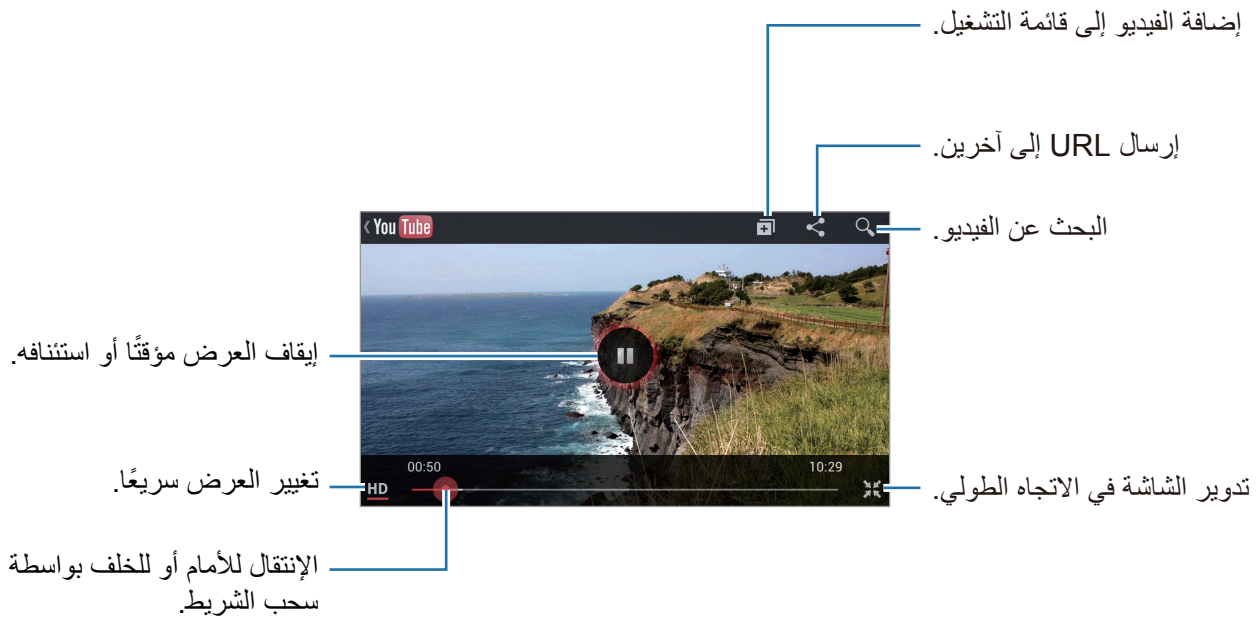 إضافة الفيديو إلى قائمة التشغيل.
إرسال URL إلى آخرين.
You Tube
البحث عن الفيديو.
إيقاف العرض مؤقتًا أو استئنافه.
00:50
10:29
HD
تغيير العرض سريعًا.
تدوير الشاشة في الاتجاه الطولي.
الإنتقال للأمام أو للخلف بواسطة
سحب الشريط.